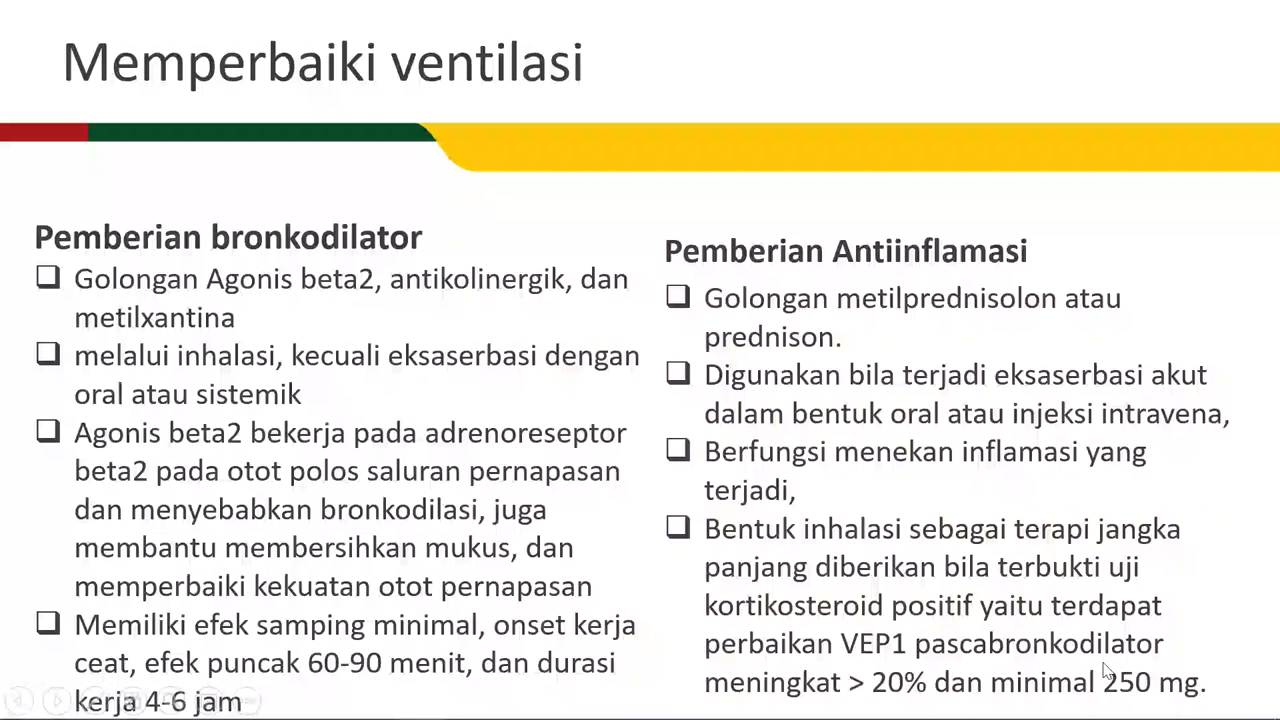 Memperbaiki ventilasi
Pemberian bronkodilator
Golongan Agonis beta2, antikolinergik, dan
metilxantina
melalui inhalasi, kecuali eksaserbasi dengan
oral atau sistemik
Agonis beta2 bekerja pada adrenoreseptor
beta2 pada otot polos saluran pernapasan
dan menyebabkan bronkodilasi, juga
membantu membersihkan mukus, dan
memperbaiki kekuatan otot pernapasan
Memiliki efek samping minimal, onset kerja
ceat, efek puncak 60-90 menit, dan durasi
kerja 4-6 jam
Pemberian Antiinflamasi
Golongan metilprednisolon atau
prednison.
Digunakan bila terjadi eksaserbasi akut
dalam bentuk oral atau injeksi intravena,
Berfungsi menekan inflamasi yang
terjadi,
Bentuk inhalasi sebagai terapi jangka
panjang diberikan bila terbukti uji
kortikosteroid positif yaitu terdapat
perbaikan VEP1 pascabronkodilator
meningkat > 20% dan minimal 250 mg.